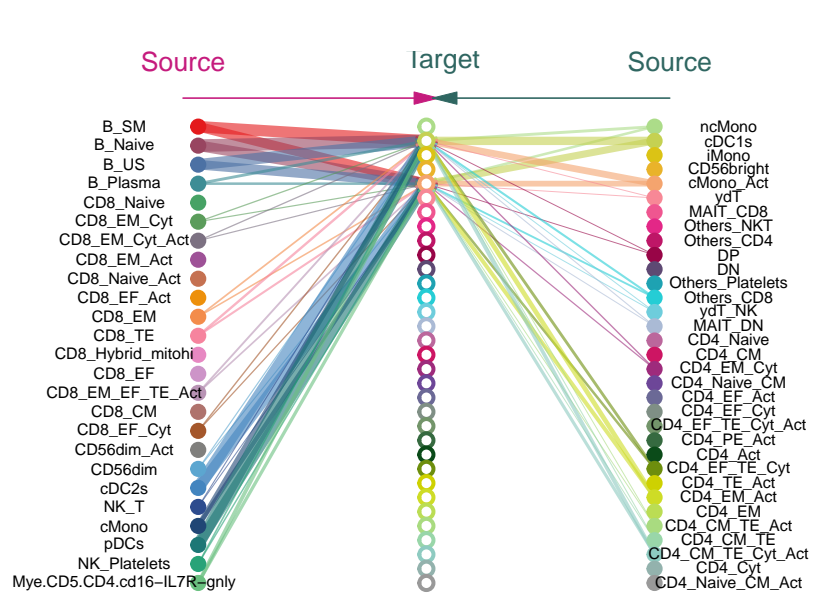 Source
Target
Source
B_SM
B_Naive
B_US
B_Plasma
CD8_Naive
CD8_EM_Cyt
CD8_EM_Cyt_Act
CD8_EM_Act
CD8_Naive_Act
CD8_EF_Act
CD8_EM
CD8_TE
CD8_Hybrid_mitohi
CD8_EF
CD8_EM_EF_TE_Act
CD8_CM
CD8_EF_Cyt
CD56dim_Act
CD56dim
cDC2s
NK_T
cMono
pDCs
NK_Platelets
Mye.CD5.CD4.cd16−IL7R−gnly
ncMono
cDC1s
iMono
CD56bright
cMono_Act
ydT
MAIT_CD8
Others_NKT
Others_CD4
DP
DN
Others_Platelets
Others_CD8
ydT_NK
MAIT_DN
CD4_Naive
CD4_CM
CD4_EM_Cyt
CD4_Naive_CM
CD4_EF_Act
CD4_EF_Cyt
CD4_EF_TE_Cyt_Act
CD4_PE_Act
CD4_Act
CD4_EF_TE_Cyt
CD4_TE_Act
CD4_EM_Act
CD4_EM
CD4_CM_TE_Act
CD4_CM_TE
CD4_CM_TE_Cyt_Act
CD4_Cyt
CD4_Naive_CM_Act